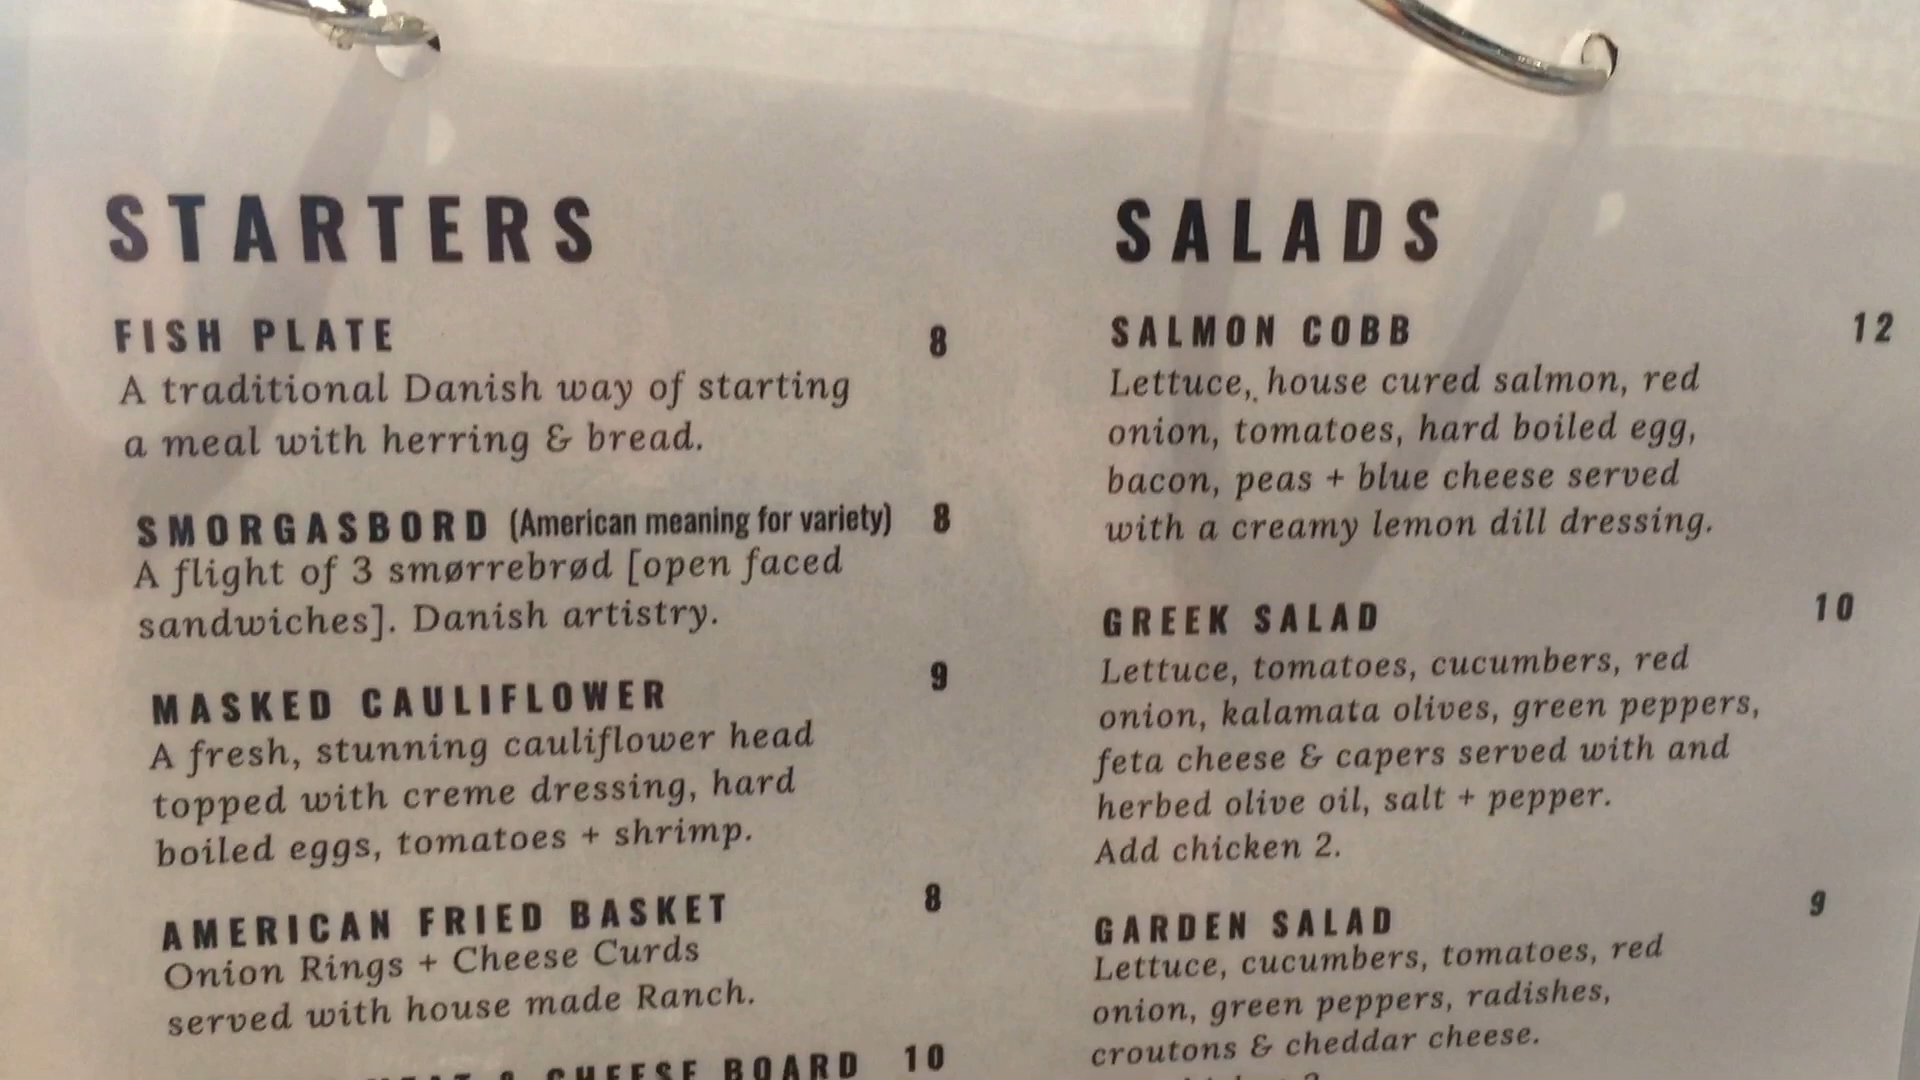 STARTERS
FISH PLATE 8
A traditional Danish way of starting
a meal with herring & bread.
SMORGASBORD (American meaning for variety) 8
A flight of 3 smørrebrød [open faced
sandwiches]. Danish artistry.
MASKED CAULIFLOWER 9
A fresh, stunning cauliflower head
topped with creme dressing, hard
boiled eggs, tomatoes + shrimp.
AMERICAN FRIED BASKET 8
Onion Rings + Cheese Curds
served with house made Ranch.
& CHEESE BOARD 10
SALADS
SALMON COBB 12
Lettuce, house cured salmon, red
onion, tomatoes, hard boiled egg,
bacon, peas + blue cheese served
with a creamy lemon dill dressing.
GREEK SALAD 10
Lettuce, tomatoes, cucumbers, red
onion, kalamata olives, green peppers,
feta cheese & capers served with and
herbed olive oil, salt + pepper.
Add chicken 2.
GARDEN SALAD 9
Lettuce, cucumbers, tomatoes, red
onion, green peppers, radishes,
croutons & cheddar cheese.